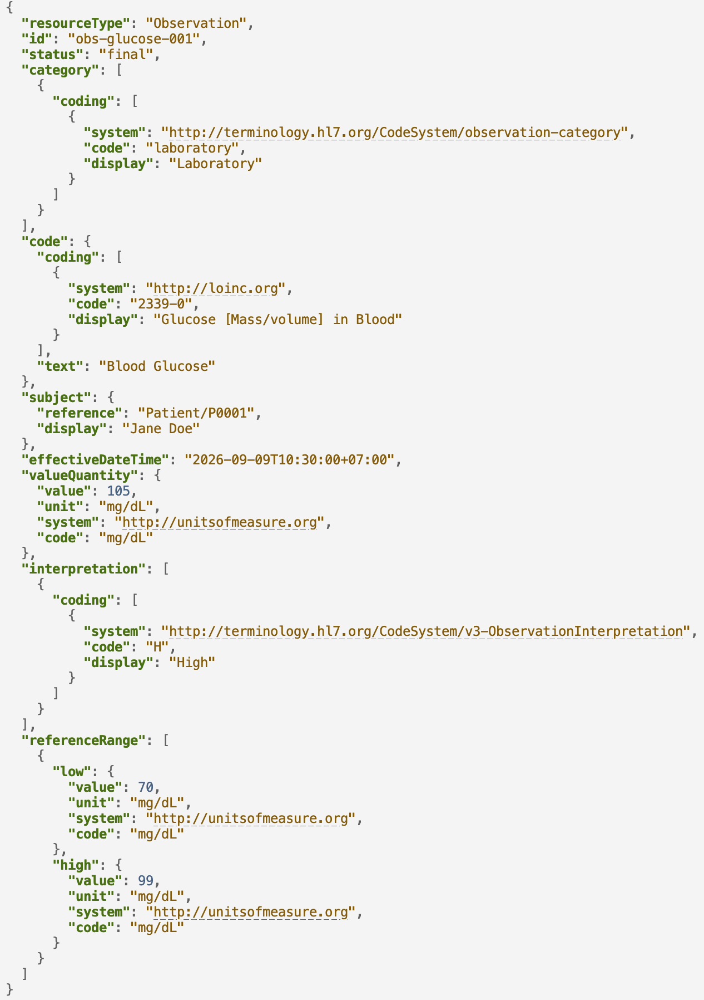 {
  "resourceType": "Observation",
  "id": "obs-glucose-001",
  "status": "final",
  "category": [
    {
      "coding": [
        {
          "system": "http://terminology.hl7.org/CodeSystem/observation-category",
          "code": "laboratory",
          "display": "Laboratory"
        }
      ]
    }
  ],
  "code": {
    "coding": [
      {
        "system": "http://loinc.org",
        "code": "2339-0",
        "display": "Glucose [Mass/volume] in Blood"
      }
    ],
    "text": "Blood Glucose"
  },
  "subject": {
    "reference": "Patient/P0001",
    "display": "Jane Doe"
  },
  "effectiveDateTime": "2026-09-09T10:30:00+07:00",
  "valueQuantity": {
    "value": 105,
    "unit": "mg/dL",
    "system": "http://unitsofmeasure.org",
    "code": "mg/dL"
  },
  "interpretation": [
    {
      "coding": [
        {
          "system": "http://terminology.hl7.org/CodeSystem/v3-ObservationInterpretation",
          "code": "H",
          "display": "High"
        }
      ]
    }
  ],
  "referenceRange": [
    {
      "low": {
        "value": 70,
        "unit": "mg/dL",
        "system": "http://unitsofmeasure.org",
        "code": "mg/dL"
      },
      "high": {
        "value": 99,
        "unit": "mg/dL",
        "system": "http://unitsofmeasure.org",
        "code": "mg/dL"
      }
    }
  ]
}